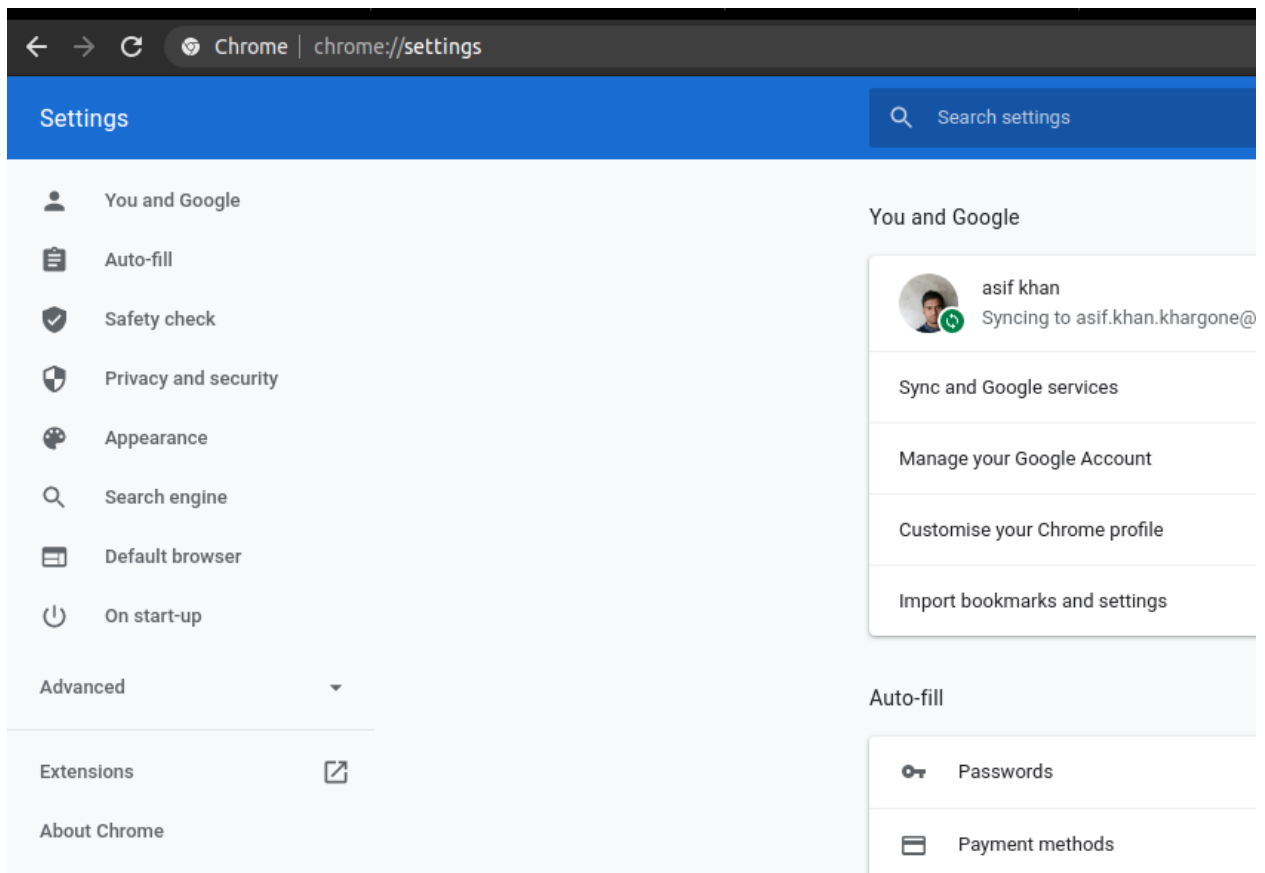 Chrome | chrome://settings
Settings
Search settings
You and Google
Auto-fill
Safety check
Privacy and security
Appearance
Search engine
Default browser
On start-up
Advanced
Extensions
About Chrome
You and Google
asif khan
Syncing to asif.khan.khargone@
Sync and Google services
Manage your Google Account
Customise your Chrome profile
Import bookmarks and settings
Auto-fill
Passwords
Payment methods